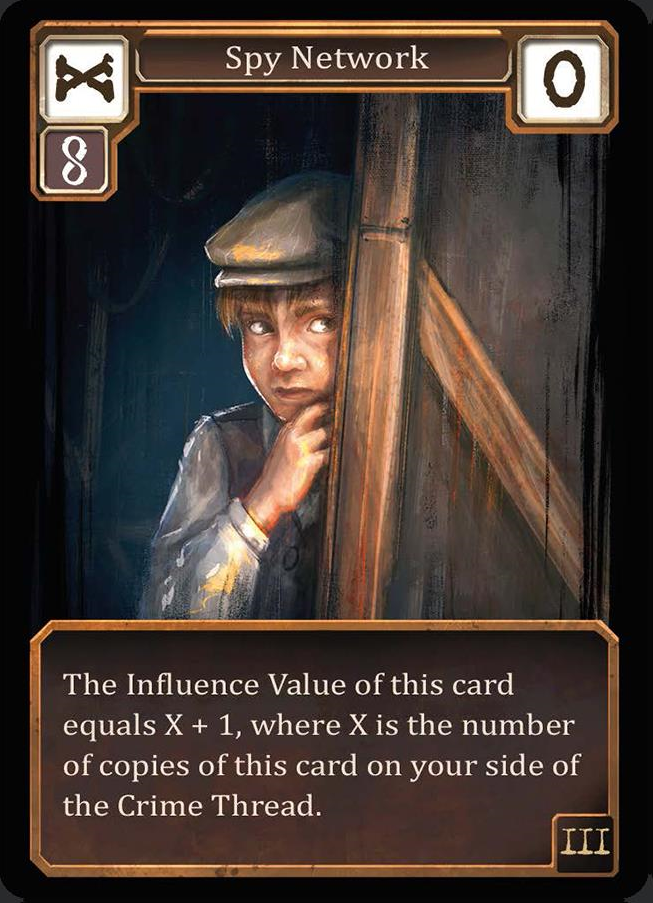 X
Spy Network
0
8
The Influence Value of this card
equals X + 1, where X is the number
of copies of this card on your side of
the Crime Thread.
III